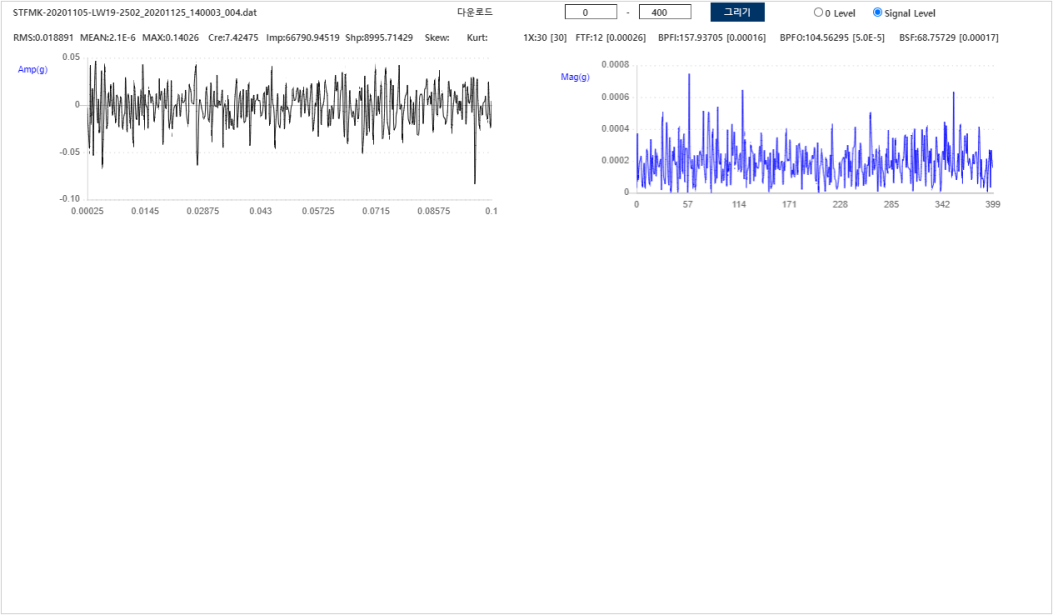 STFMK-20201105-LW19-2502_20201125_140003_004.dat 다운로드 0 - 400 그리기 0 Level Signal Level
RMS:0.018891 MEAN:2.1E-6 MAX:0.14026 Cre:7.42475 Imp:66790.94519 Shp:8995.71429 Skew: Kurt: 1X:30 [30] FTF:12 [0.00026] BPFI:157.93705 [0.00016] BPFO:104.56295 [5.0E-5] BSF:68.75729 [0.00017]
Amp(g)
0.05
0
-0.05
-0.10
0.00025 0.0145 0.02875 0.043 0.05725 0.0715 0.08575 0.1
Mag(g)
0.0008
0.0006
0.0004
0.0002
0
0 57 114 171 228 285 342 399